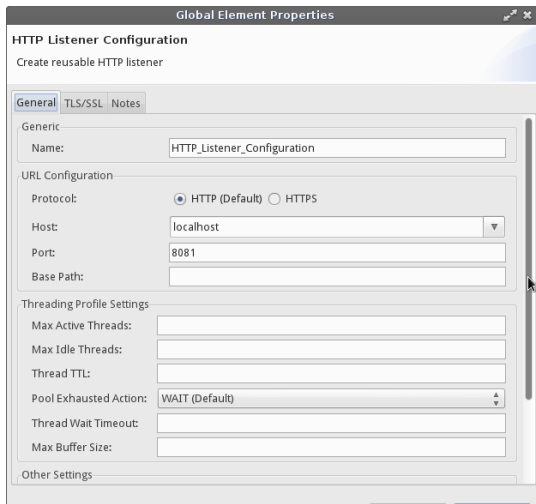 Global Element Properties
HTTP Listener Configuration
Create reusable HTTP listener
General TLS/SSL Notes
Generic
Name: HTTP_Listener_Configuration
URL Configuration
Protocol: HTTP (Default) HTTPS
Host: localhost
Port: 8081
Base Path:
Threading Profile Settings
Max Active Threads:
Max Idle Threads:
Thread TTL:
Pool Exhausted Action: WAIT (Default)
Thread Wait Timeout:
Max Buffer Size:
Other Settings